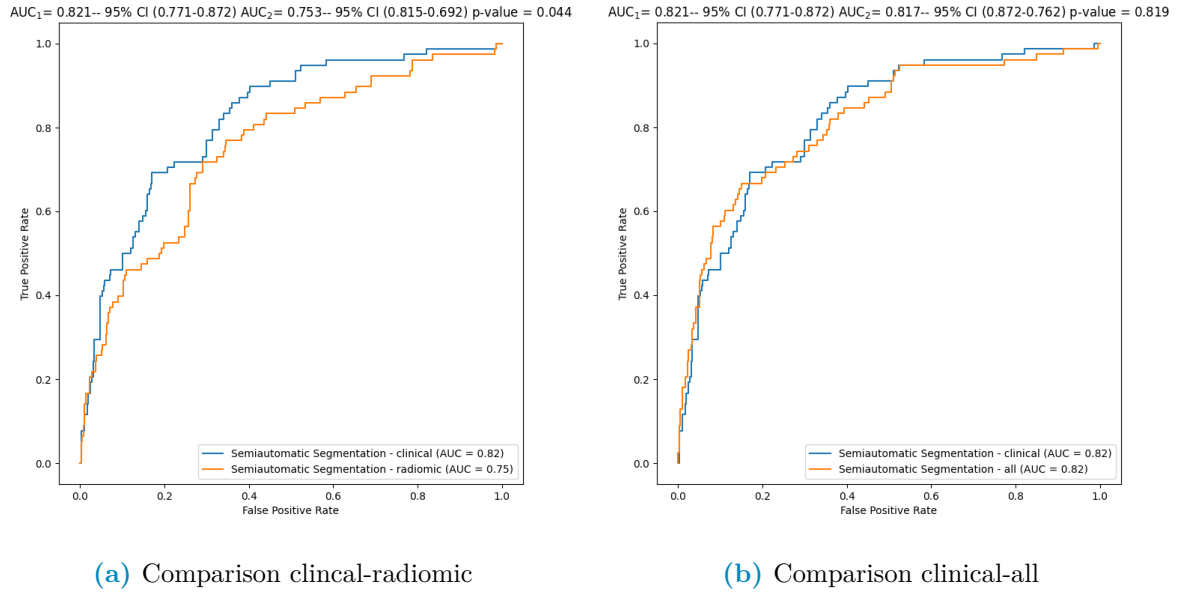 AUC₁= 0.821-- 95% CI (0.771-0.872) AUC₂= 0.753-- 95% CI (0.815-0.692) p-value = 0.044
1.0
0.8
0.6
0.4
0.2
0.0
True Positive Rate
Semiautomatic Segmentation - clinical (AUC = 0.82)
Semiautomatic Segmentation - radiomic (AUC = 0.75)
0.0 0.2 0.4 0.6 0.8 1.0
False Positive Rate
(a) Comparison clincal-radiomic
AUC₁= 0.821-- 95% CI (0.771-0.872) AUC₂= 0.817-- 95% CI (0.872-0.762) p-value = 0.819
1.0
0.8
0.6
0.4
0.2
0.0
True Positive Rate
Semiautomatic Segmentation - clinical (AUC = 0.82)
Semiautomatic Segmentation - all (AUC = 0.82)
0.0 0.2 0.4 0.6 0.8 1.0
False Positive Rate
(b) Comparison clinical-all